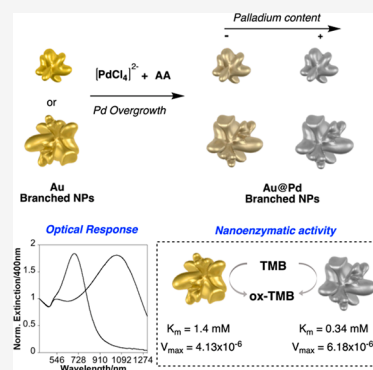 Palladium content
- +
[PdCl4]2- + AA
Pd Overgrowth
or
Au
Branched NPs
Au@Pd
Branched NPs
Optical Response
Nanoenzymatic activity
Norm. Extinction/400nm
2
1.5
1
0.5
0
546 728 910 1092 1274
Wavelength/nm
TMB
ox-TMB
Km = 1.4 mM
Vmax = 4.13x10-6
Km = 0.34 mM
Vmax = 6.18x10-6